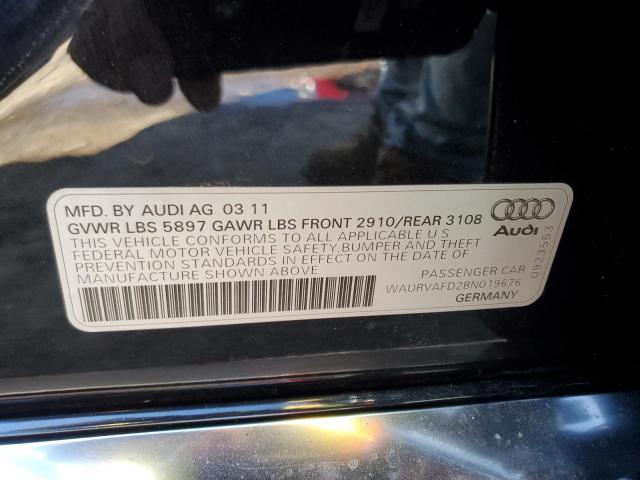 MFD. BY AUDI AG 03 11
GVWR LBS 5897 GAWR LBS FRONT 2910/REAR 3108
THIS VEHICLE CONFORMS TO ALL APPLICABLE U S
FEDERAL MOTOR VEHICLE SAFETY,BUMPER AND THEFT
PREVENTION STANDARDS IN EFFECT ON THE DATE OF
MANUFACTURE SHOWN ABOVE
PASSENGER CAR
WAURVAFD2BN019676
GERMANY
Audi
0923553